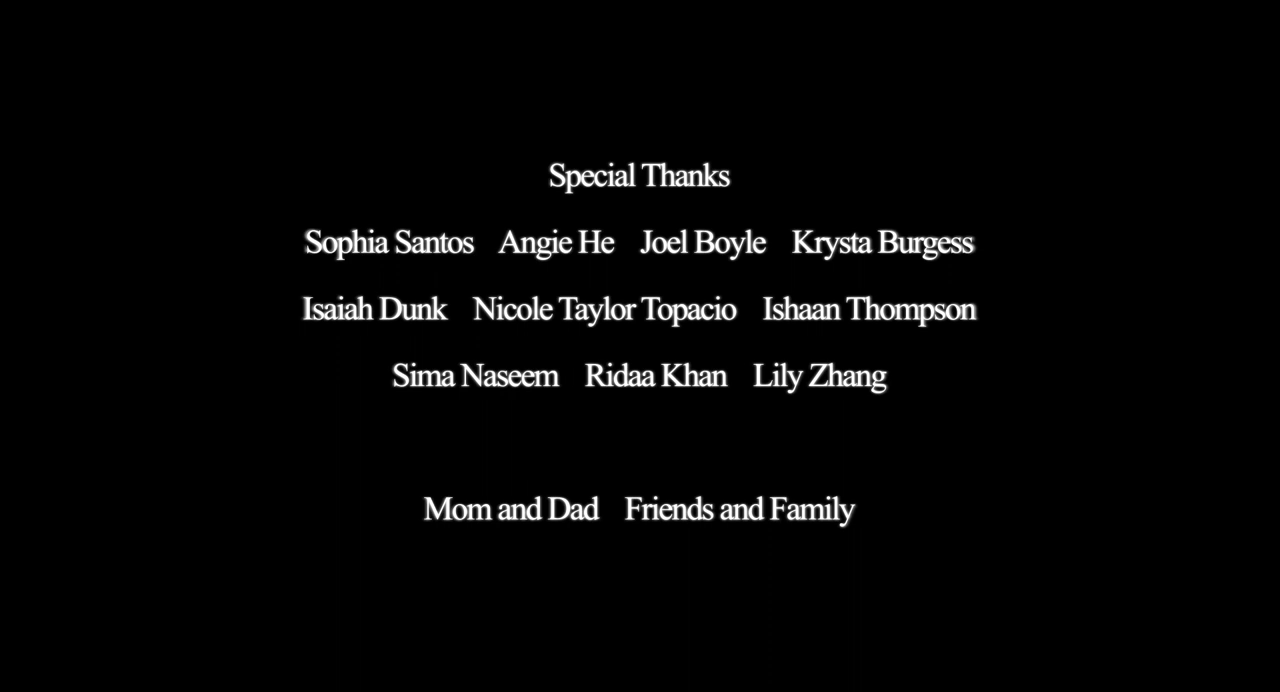 Special Thanks
Sophia Santos Angie He Joel Boyle Krysta Burgess
Isaiah Dunk Nicole Taylor Topacio Ishaan Thompson
Sima Naseem Ridaa Khan Lily Zhang
Mom and Dad Friends and Family